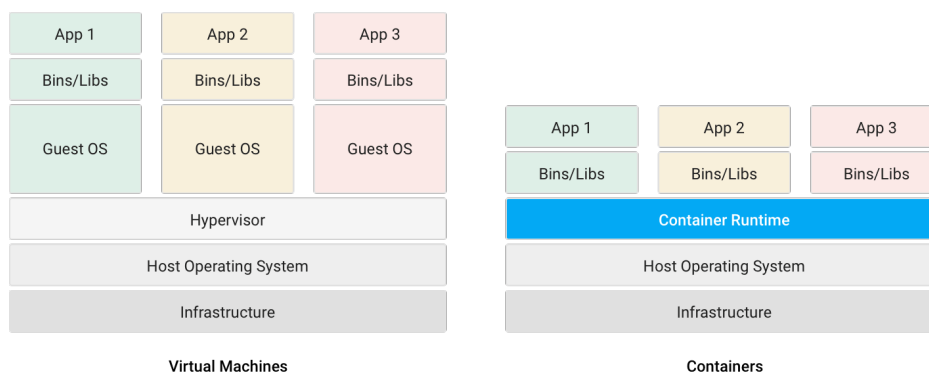 App 1
App 2
App 3
Bins/Libs
Bins/Libs
Bins/Libs
Guest OS
Guest OS
Guest OS
Hypervisor
Host Operating System
Infrastructure
Virtual Machines
App 1
App 2
App 3
Bins/Libs
Bins/Libs
Bins/Libs
Container Runtime
Host Operating System
Infrastructure
Containers